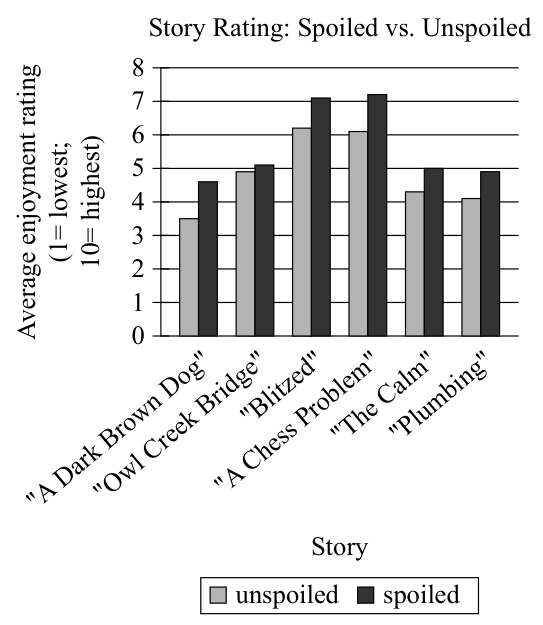 Story Rating: Spoiled vs. Unspoiled
Average enjoyment rating
(1= lowest;
10= highest)
8
7
6
5
4
3
2
1
0
"A Dark Brown Dog"
"Owl Creek Bridge"
"Blitzed"
"A Chess Problem"
"The Calm"
"Plumbing"
Story
unspoiled spoiled